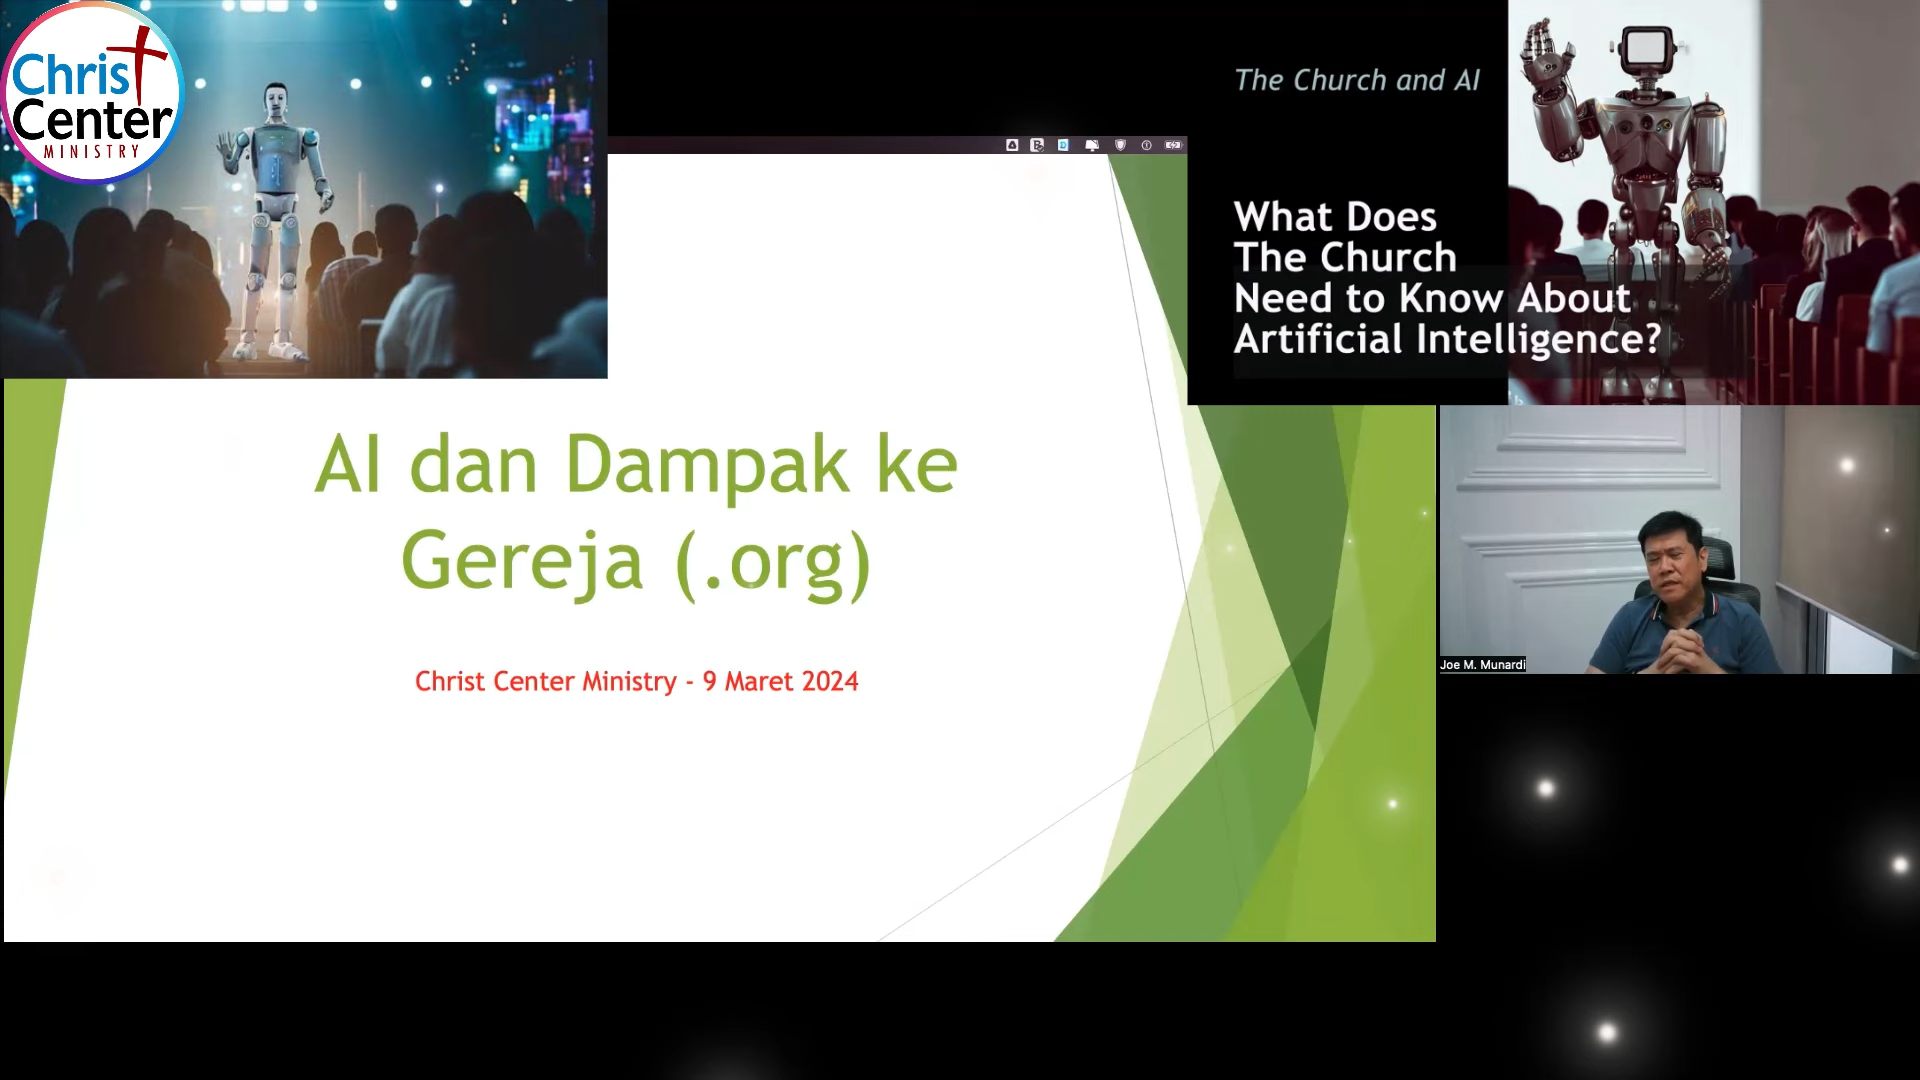 Christ
Center
MINISTRY
The Church and AI
What Does
The Church
Need to Know About
Artificial Intelligence?
AI dan Dampak ke
Gereja (.org)
Christ Center Ministry - 9 Maret 2024
Joe M. Munardi